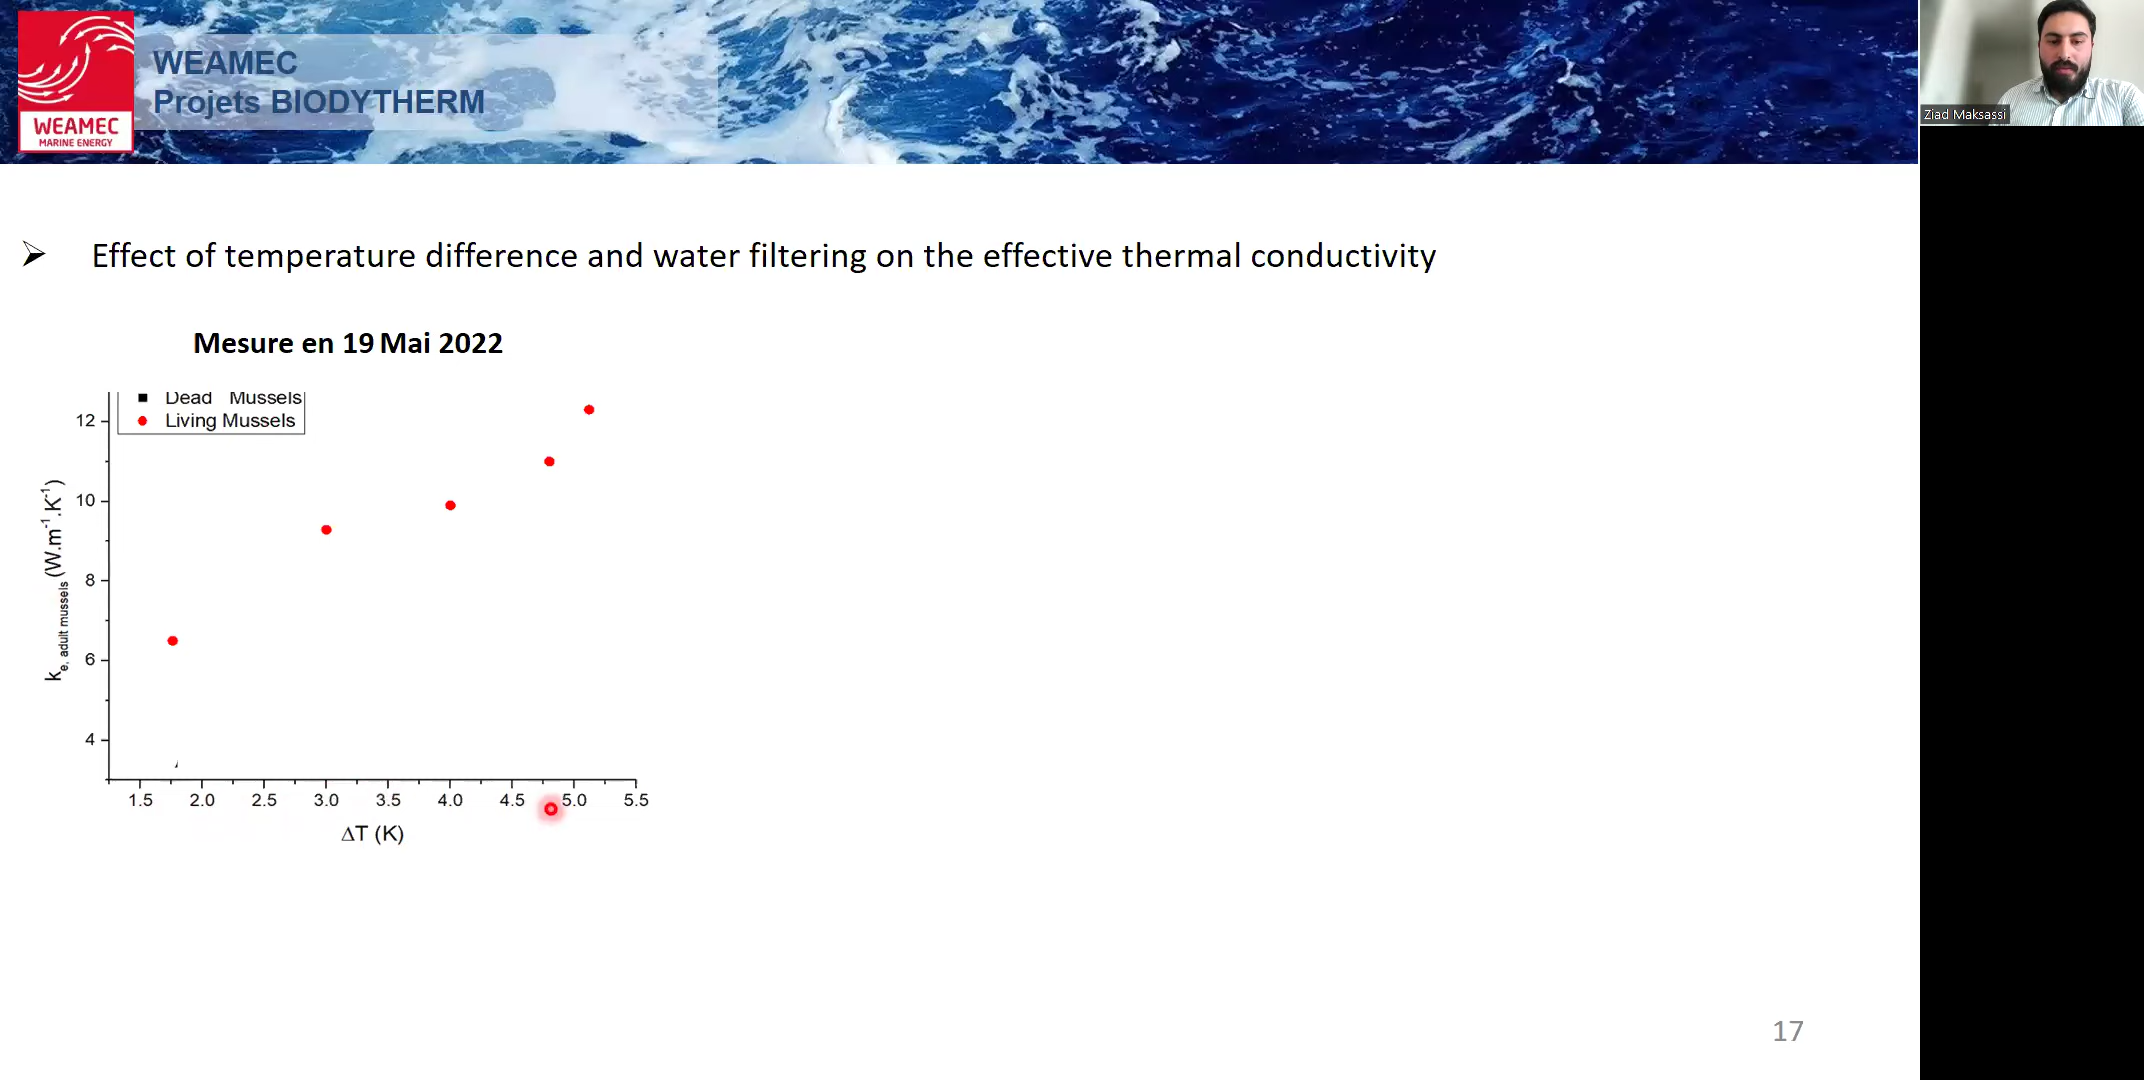 WEAMEC
Projets BIODYTHERM
WEAMEC
MARINE ENERGY
Ziad Maksassi
Effect of temperature difference and water filtering on the effective thermal conductivity
Mesure en 19 Mai 2022
Dead Mussels
Living Mussels
12
10
8
6
4
k e, adult mussels (W.m-1.K-1)
1.5 2.0 2.5 3.0 3.5 4.0 4.5 5.0 5.5
ΔT (K)
17